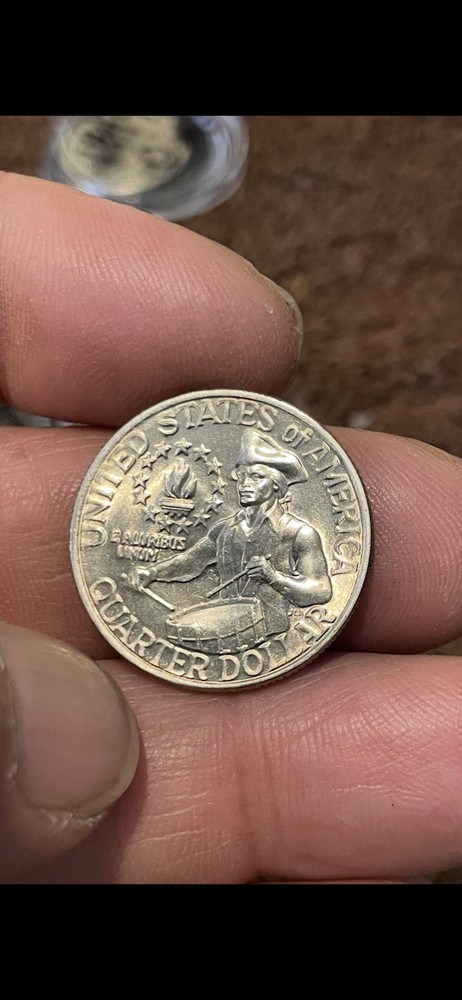 UNITED STATES of AMERICA
E PLURIBUS
UNUM
QUARTER DOLLAR